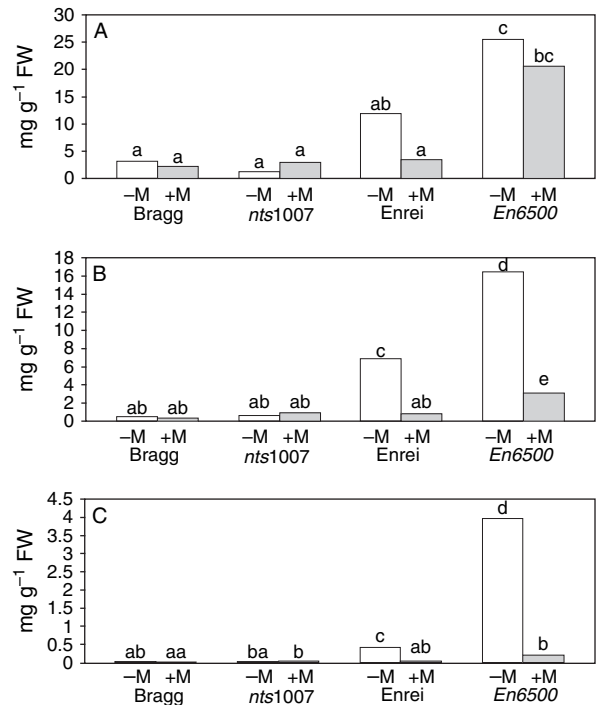 A
mg g⁻¹ FW
30
25
20
15
10
5
0
a a a a ab a c bc
–M +M –M +M –M +M –M +M
Bragg nts1007 Enrei En6500
B
mg g⁻¹ FW
18
16
14
12
10
8
6
4
2
0
ab ab ab ab c ab d e
–M +M –M +M –M +M –M +M
Bragg nts1007 Enrei En6500
C
mg g⁻¹ FW
4.5
4
3.5
3
2.5
2
1.5
1
0.5
0
ab aa ba b c ab d b
–M +M –M +M –M +M –M +M
Bragg nts1007 Enrei En6500